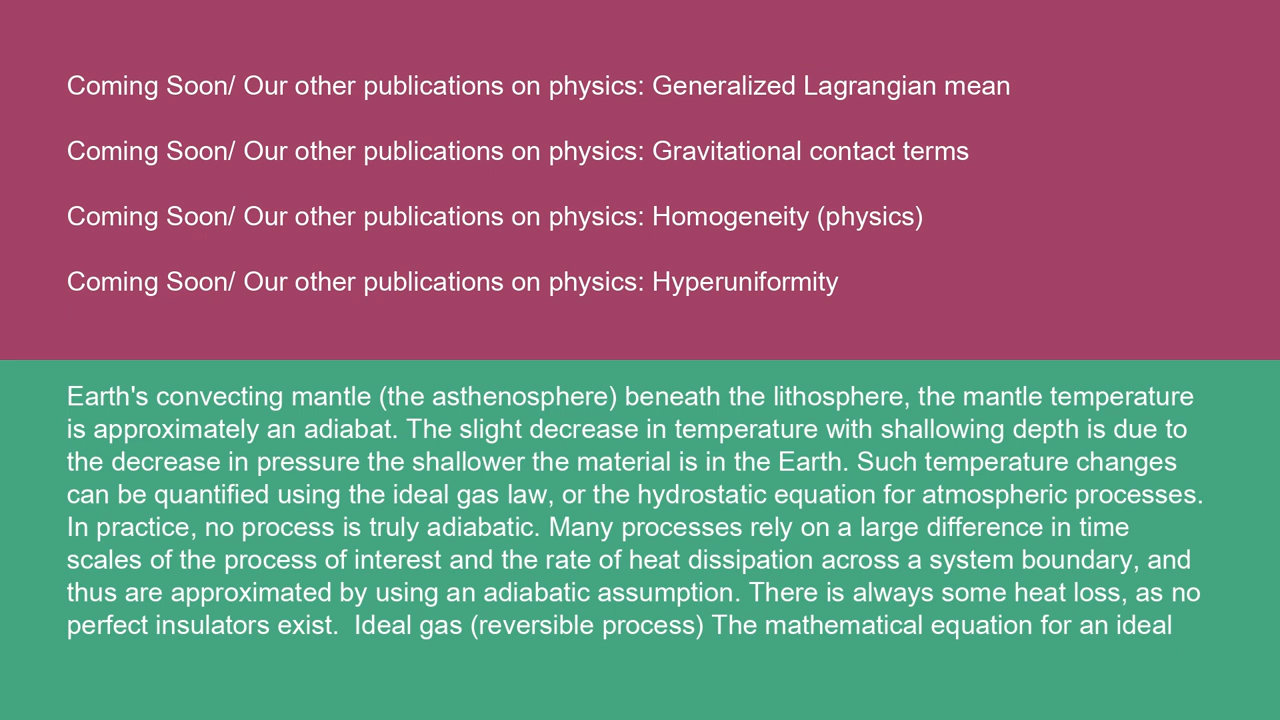 Coming Soon/ Our other publications on physics: Generalized Lagrangian mean
Coming Soon/ Our other publications on physics: Gravitational contact terms
Coming Soon/ Our other publications on physics: Homogeneity (physics)
Coming Soon/ Our other publications on physics: Hyperuniformity
Earth's convecting mantle (the asthenosphere) beneath the lithosphere, the mantle temperature
is approximately an adiabat. The slight decrease in temperature with shallowing depth is due to
the decrease in pressure the shallower the material is in the Earth. Such temperature changes
can be quantified using the ideal gas law, or the hydrostatic equation for atmospheric processes.
In practice, no process is truly adiabatic. Many processes rely on a large difference in time
scales of the process of interest and the rate of heat dissipation across a system boundary, and
thus are approximated by using an adiabatic assumption. There is always some heat loss, as no
perfect insulators exist.  Ideal gas (reversible process) The mathematical equation for an ideal